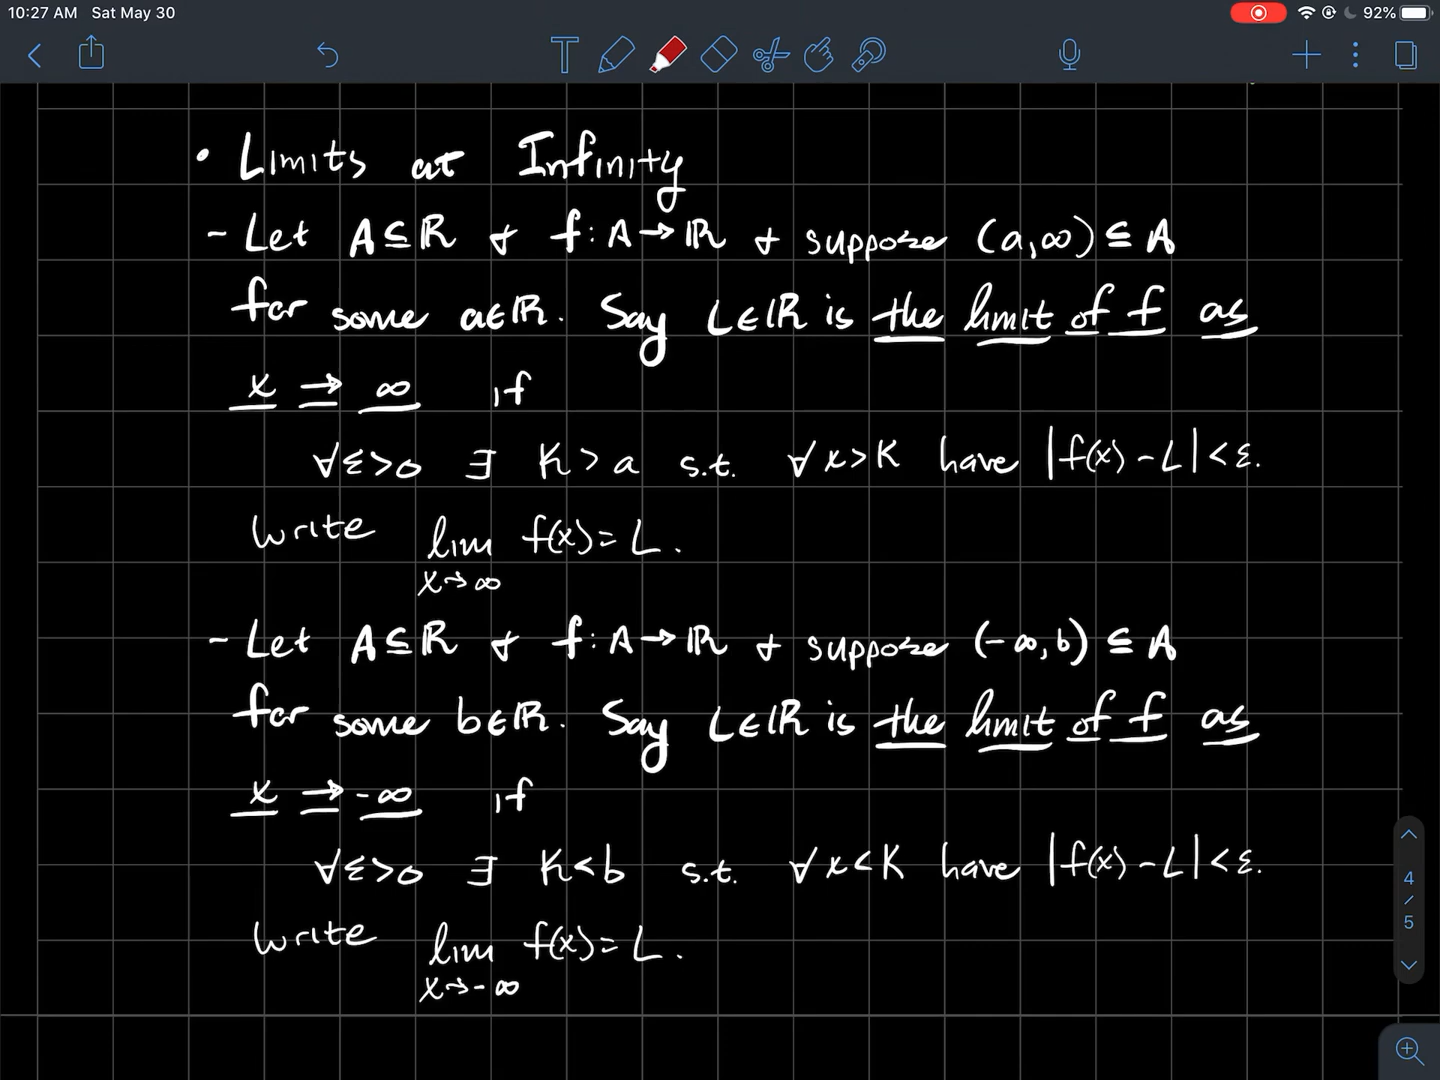 10:27 AM Sat May 30
92%
• Limits at Infinity
- Let A⊆ℝ & f: A→ℝ & suppose (a,∞) ⊆ A
for some a∈ℝ. Say L∈ℝ is the limit of f as
x → ∞ if
∀ε>0 ∃ K>a s.t. ∀x>K have |f(x)-L|<ε.
Write lim f(x)=L.
x→∞
- Let A⊆ℝ & f: A→ℝ & suppose (-∞,b) ⊆ A
for some b∈ℝ. Say L∈ℝ is the limit of f as
x → -∞ if
∀ε>0 ∃ K<b s.t. ∀x<K have |f(x)-L|<ε.
Write lim f(x)=L.
x→-∞
4
/
5